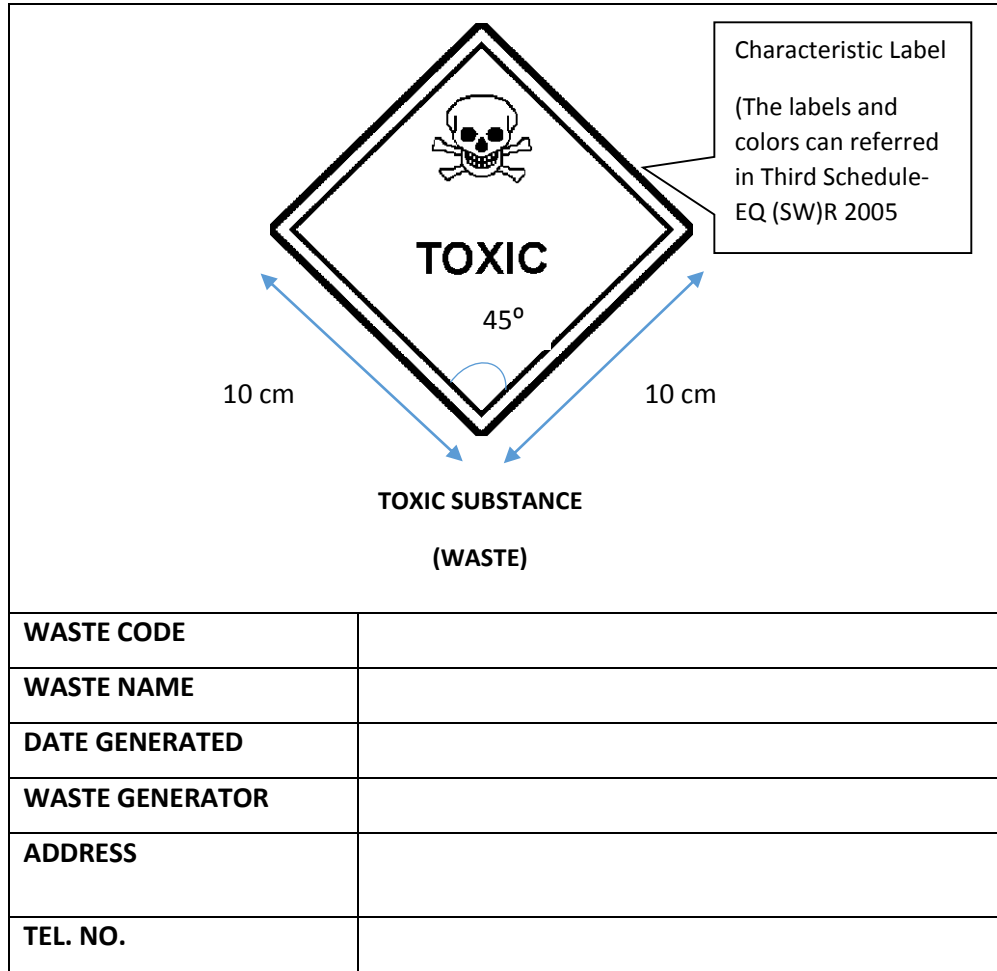 Characteristic Label
(The labels and
colors can referred
in Third Schedule-
EQ (SW)R 2005
TOXIC
45⁰
10 cm
10 cm
TOXIC SUBSTANCE
(WASTE)
WASTE CODE
WASTE NAME
DATE GENERATED
WASTE GENERATOR
ADDRESS
TEL. NO.